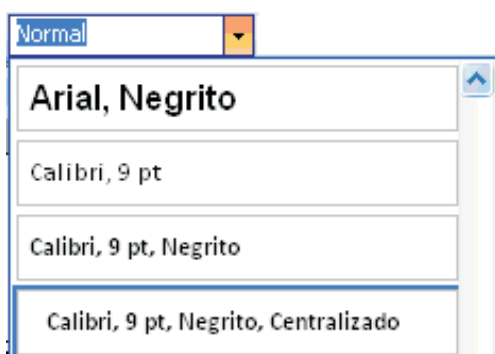 Normal
Arial, Negrito
Calibri, 9 pt
Calibri, 9 pt, Negrito
Calibri, 9 pt, Negrito, Centralizado